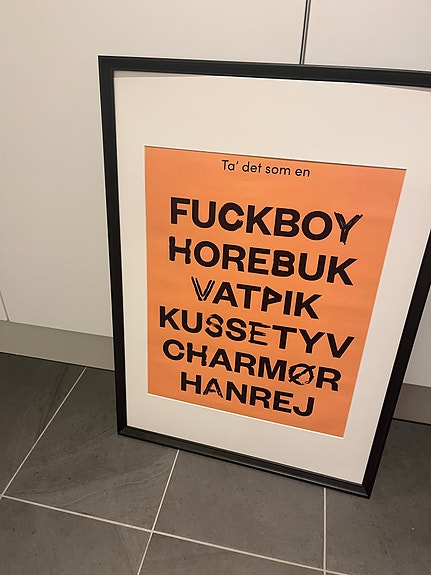 Ta' det som en
FUCKBOY
HOREBUK
VATPIK
KUSSETYV
CHARMØR
HANREJ